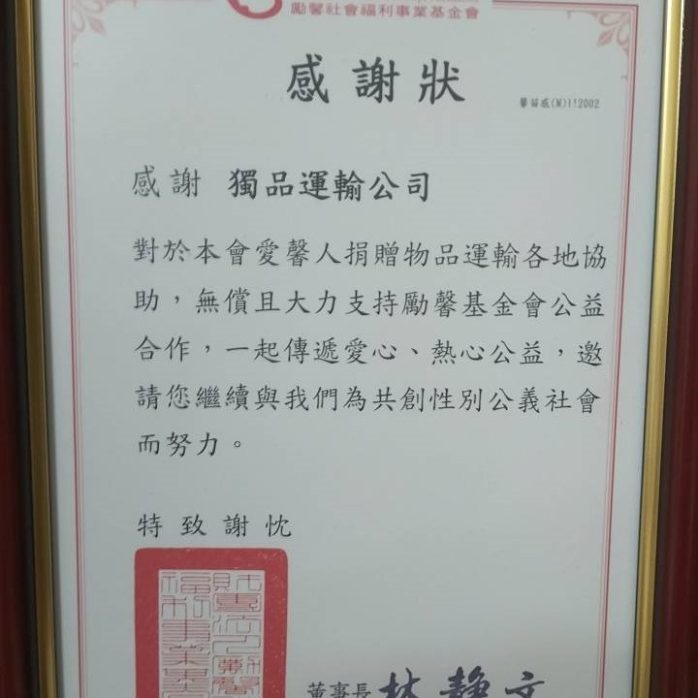 勵馨社會福利事業基金會
感謝狀
感謝 獨品運輸公司
對於本會愛馨人捐贈物品運輸各地協
助，無償且大力支持勵馨基金會公益
合作，一起傳遞愛心、熱心公益，邀
請您繼續與我們為共創性別公義社會
而努力。
特致謝忱
董事長 林靜文